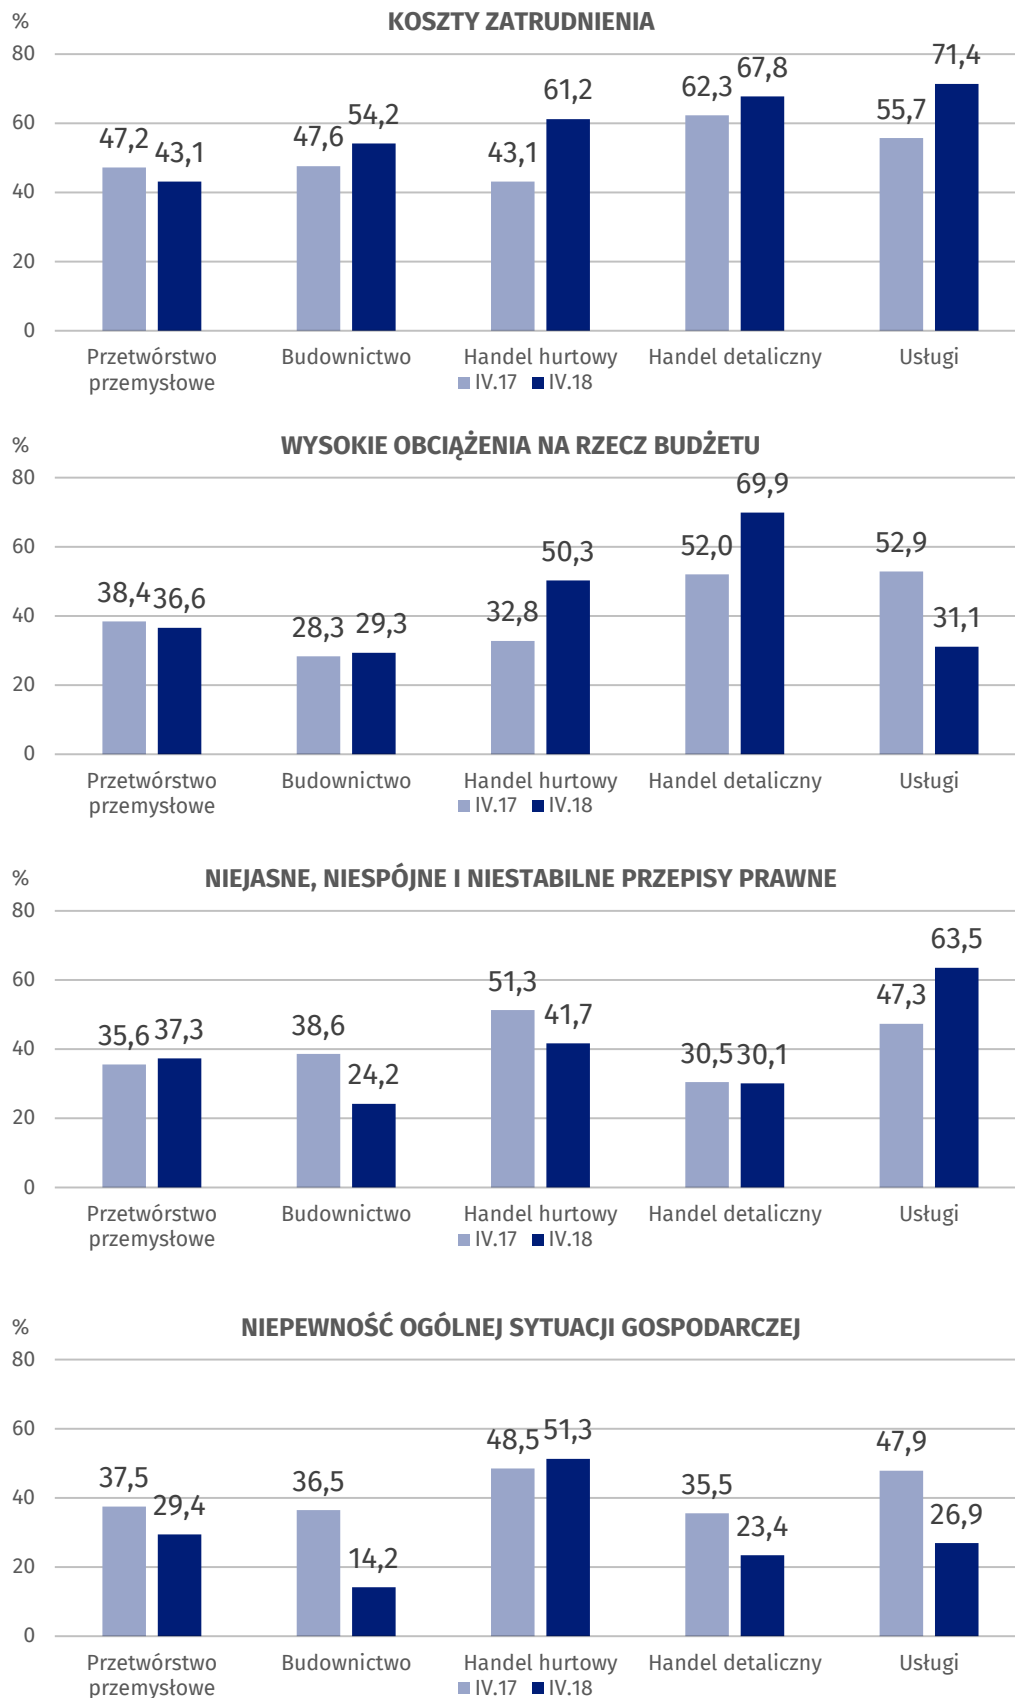 %
KOSZTY ZATRUDNIENIA
80
60
40
20
0
47,2 43,1
47,6 54,2
43,1 61,2
62,3 67,8
55,7 71,4
Przetwórstwo przemysłowe
Budownictwo
Handel hurtowy
Handel detaliczny
Usługi
IV.17 IV.18
%
WYSOKIE OBCIĄŻENIA NA RZECZ BUDŻETU
80
60
40
20
0
38,4 36,6
28,3 29,3
32,8 50,3
52,0 69,9
52,9 31,1
Przetwórstwo przemysłowe
Budownictwo
Handel hurtowy
Handel detaliczny
Usługi
IV.17 IV.18
%
NIEJASNE, NIESPÓJNE I NIESTABILNE PRZEPISY PRAWNE
80
60
40
20
0
35,6 37,3
38,6 24,2
51,3 41,7
30,5 30,1
47,3 63,5
Przetwórstwo przemysłowe
Budownictwo
Handel hurtowy
Handel detaliczny
Usługi
IV.17 IV.18
%
NIEPEWNOŚĆ OGÓLNEJ SYTUACJI GOSPODARCZEJ
80
60
40
20
0
37,5 29,4
36,5 14,2
48,5 51,3
35,5 23,4
47,9 26,9
Przetwórstwo przemysłowe
Budownictwo
Handel hurtowy
Handel detaliczny
Usługi
IV.17 IV.18